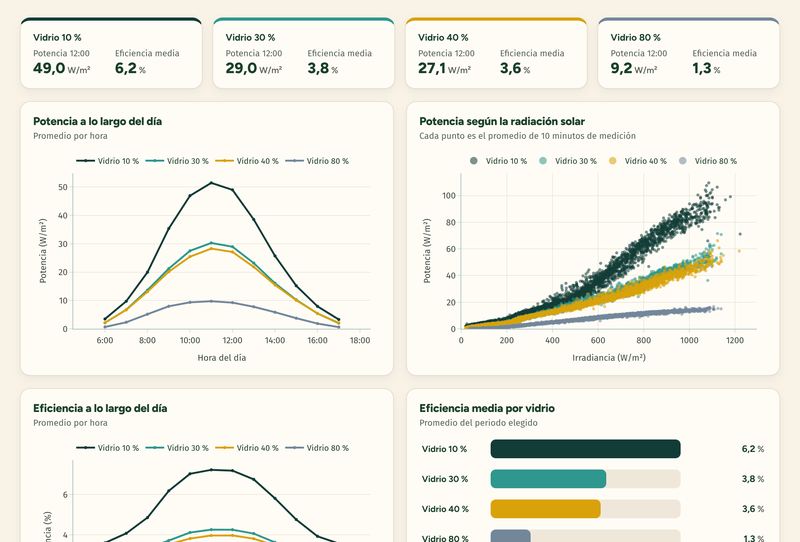 Vidrio 10 %
Potencia 12:00 Eficiencia media
49,0 W/m² 6,2 %
Vidrio 30 %
Potencia 12:00 Eficiencia media
29,0 W/m² 3,8 %
Vidrio 40 %
Potencia 12:00 Eficiencia media
27,1 W/m² 3,6 %
Vidrio 80 %
Potencia 12:00 Eficiencia media
9,2 W/m² 1,3 %
Potencia a lo largo del día
Promedio por hora
Vidrio 10 % Vidrio 30 % Vidrio 40 % Vidrio 80 %
Potencia (W/m²)
50
40
30
20
10
0
6:00 8:00 10:00 12:00 14:00 16:00 18:00
Hora del día
Potencia según la radiación solar
Cada punto es el promedio de 10 minutos de medición
Vidrio 10 % Vidrio 30 % Vidrio 40 % Vidrio 80 %
Potencia (W/m²)
100
80
60
40
20
0
0 200 400 600 800 1000 1200
Irradiancia (W/m²)
Eficiencia a lo largo del día
Promedio por hora
Vidrio 10 % Vidrio 30 % Vidrio 40 % Vidrio 80 %
6
4
Eficiencia media por vidrio
Promedio del periodo elegido
Vidrio 10 % 6,2 %
Vidrio 30 % 3,8 %
Vidrio 40 % 3,6 %
Vidrio 80 % 1,3 %